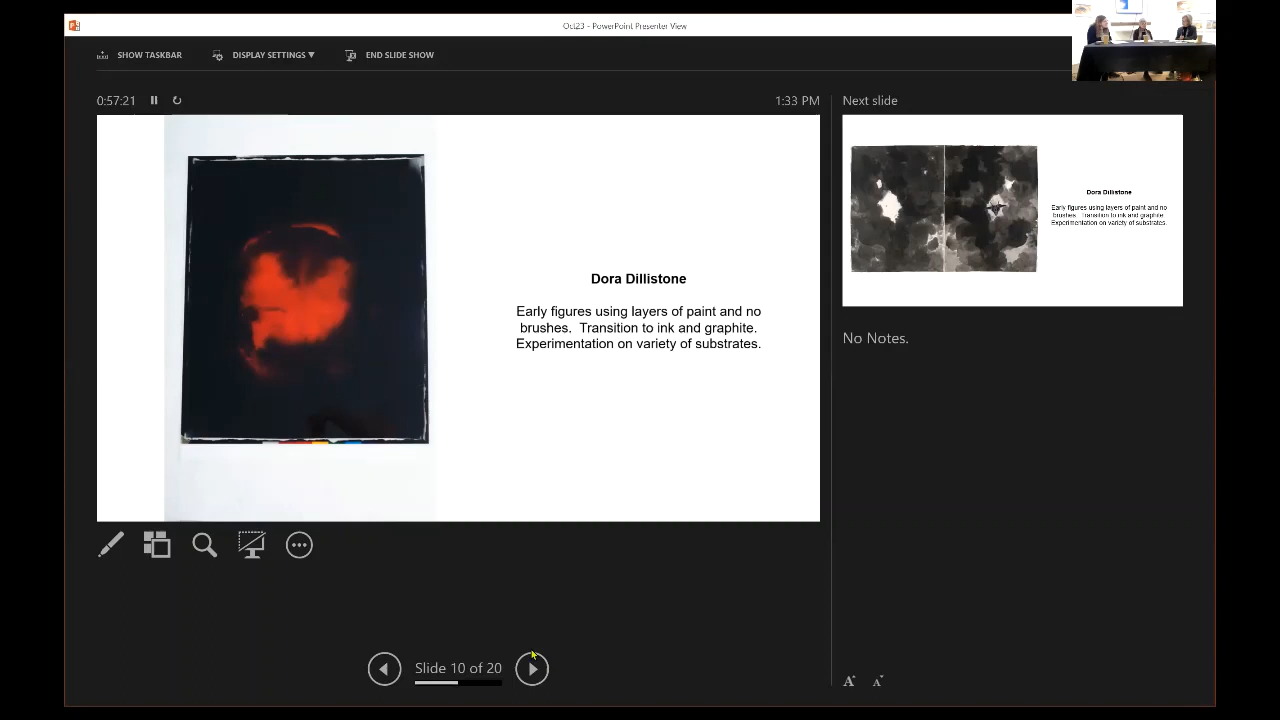 Oct23 - PowerPoint Presenter View
SHOW TASKBAR DISPLAY SETTINGS ▼ END SLIDE SHOW
0:57:21 1:33 PM
Dora Dillistone
Early figures using layers of paint and no
brushes. Transition to ink and graphite.
Experimentation on variety of substrates.
Slide 10 of 20
Next slide
Dora Dillistone
Early figures using layers of paint and no
brushes. Transition to ink and graphite
Experimentation on variety of substrates.
No Notes.
A A